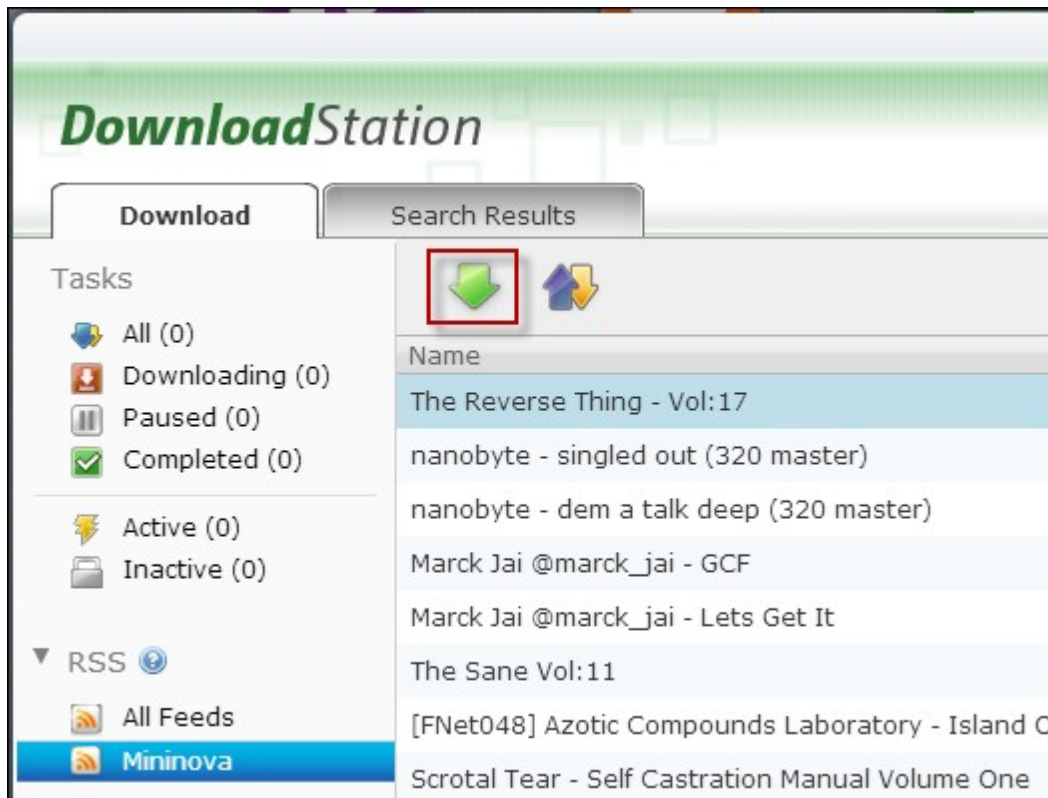 DownloadStation
Download
Search Results
Tasks
All (0)
Downloading (0)
Paused (0)
Completed (0)
Active (0)
Inactive (0)
RSS
All Feeds
Mininova
Name
The Reverse Thing - Vol:17
nanobyte - singled out (320 master)
nanobyte - dem a talk deep (320 master)
Marck Jai @marck_jai - GCF
Marck Jai @marck_jai - Lets Get It
The Sane Vol:11
[FNet048] Azotic Compounds Laboratory - Island
Scrotal Tear - Self Castration Manual Volume One